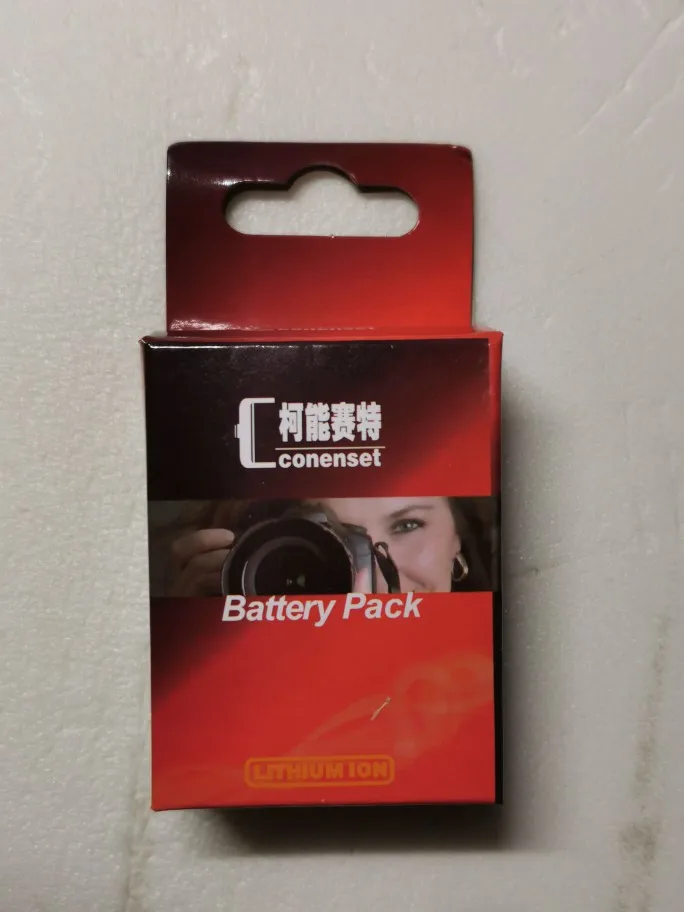 柯能赛特
conenset
Battery Pack
LITHIUM ION